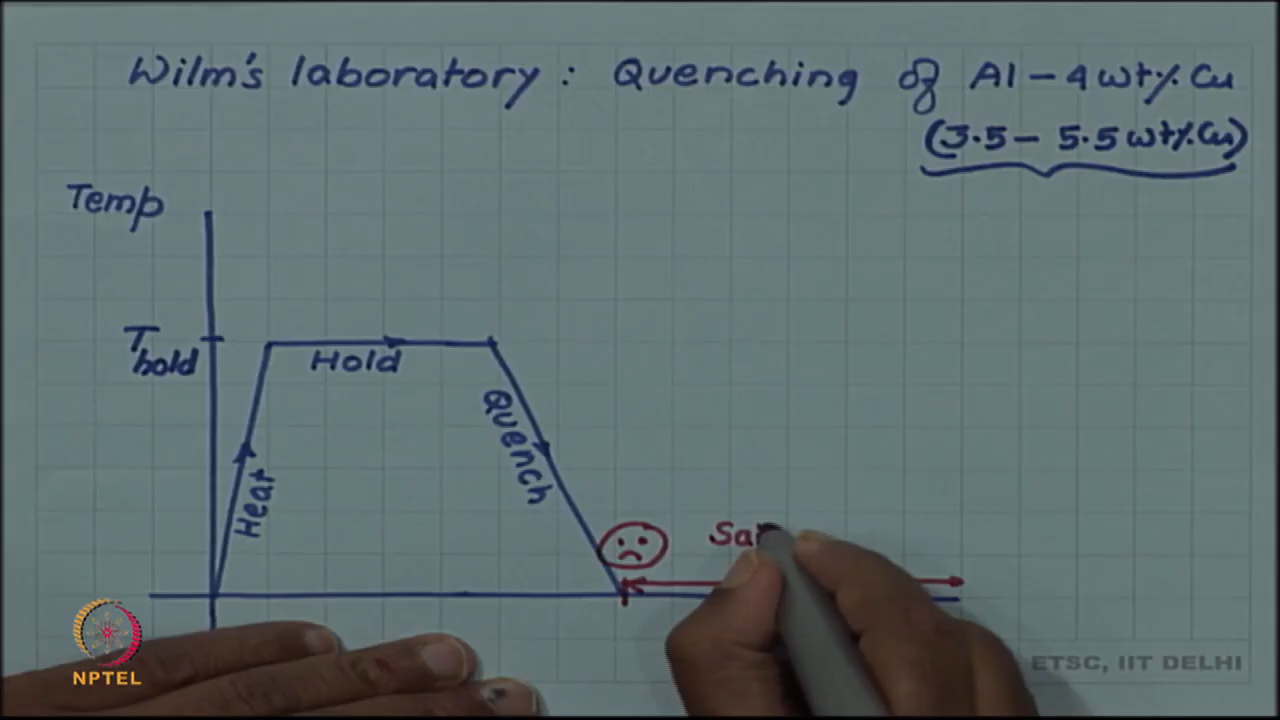 Wilm's laboratory : Quenching of Al - 4 wt% Cu
(3.5 - 5.5 wt% Cu)
Temp
T hold
Hold
Heat
Quench
NPTEL
ETSC, IIT DELHI